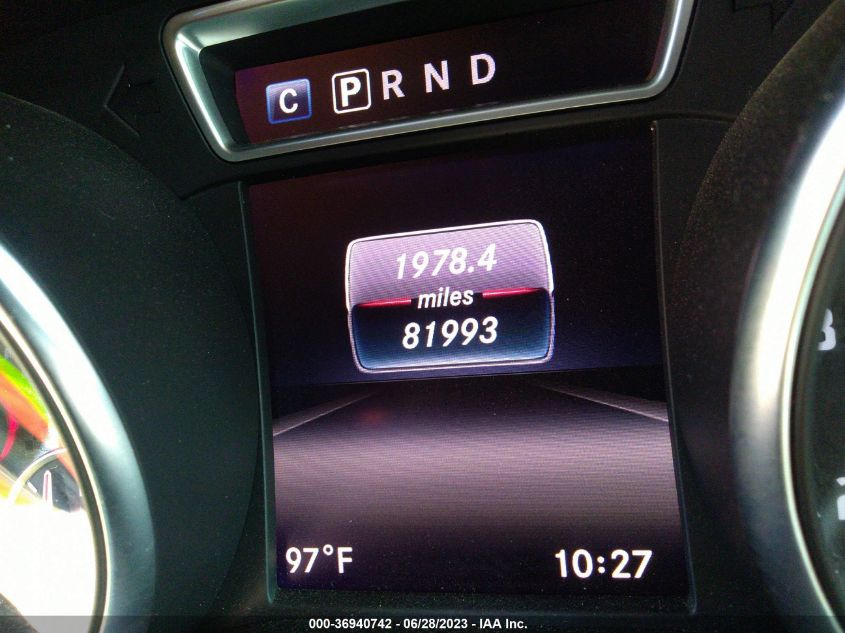 C P R N D
1978.4
miles
81993
97°F
10:27
000-36940742 / 06/28/2023 - IAA Inc.